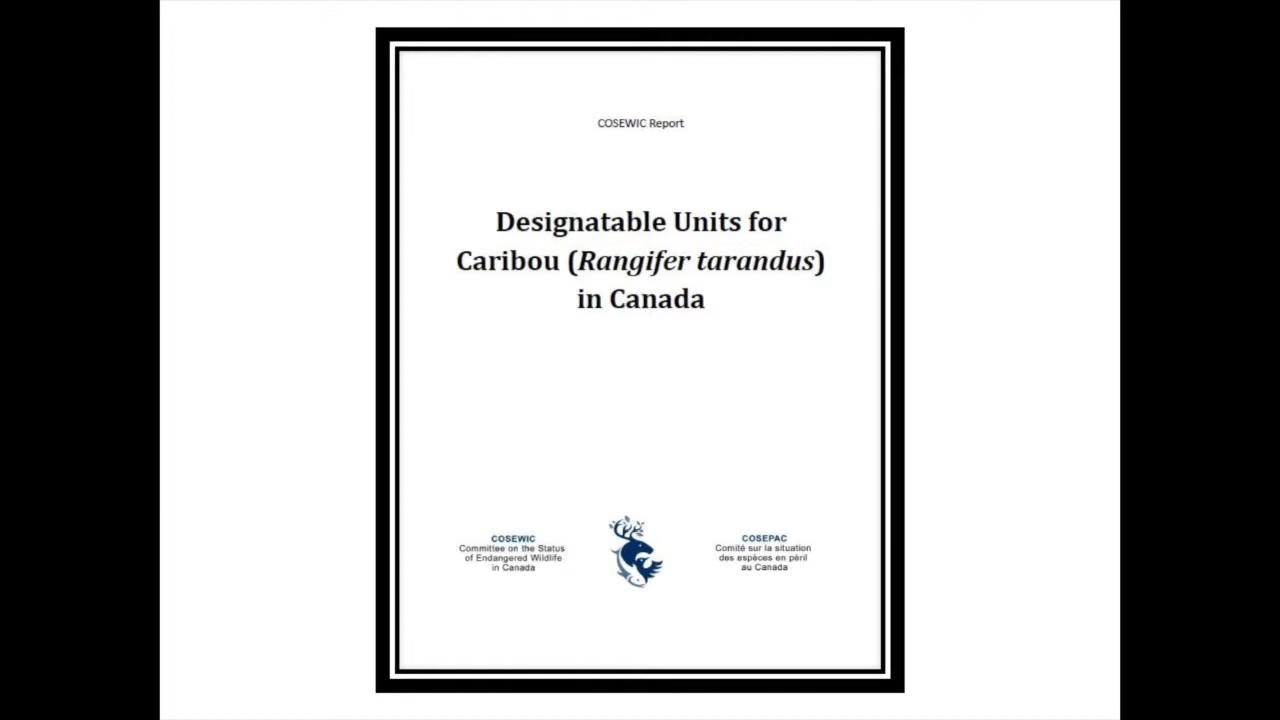 COSEWIC Report
Designatable Units for
Caribou (Rangifer tarandus)
in Canada
COSEWIC
Committee on the Status
of Endangered Wildlife
in Canada
COSEPAC
Comité sur la situation
des espèces en péril
au Canada